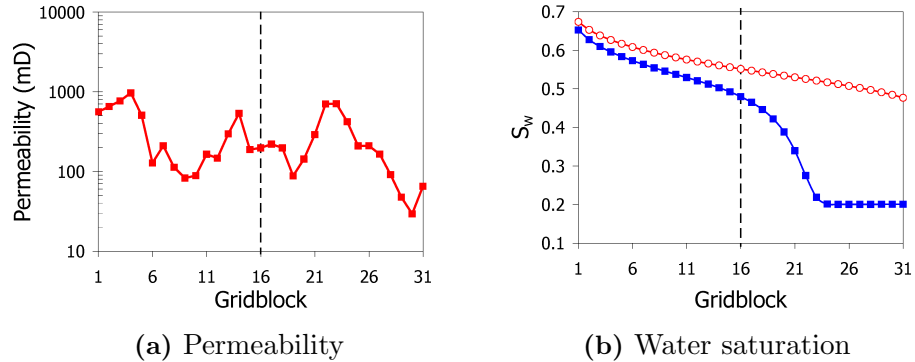 10000
1000
100
10
Permeability (mD)
1 6 11 16 21 26 31
Gridblock
(a) Permeability
0.7
0.6
0.5
0.4
0.3
0.2
0.1
Sw
1 6 11 16 21 26 31
Gridblock
(b) Water saturation